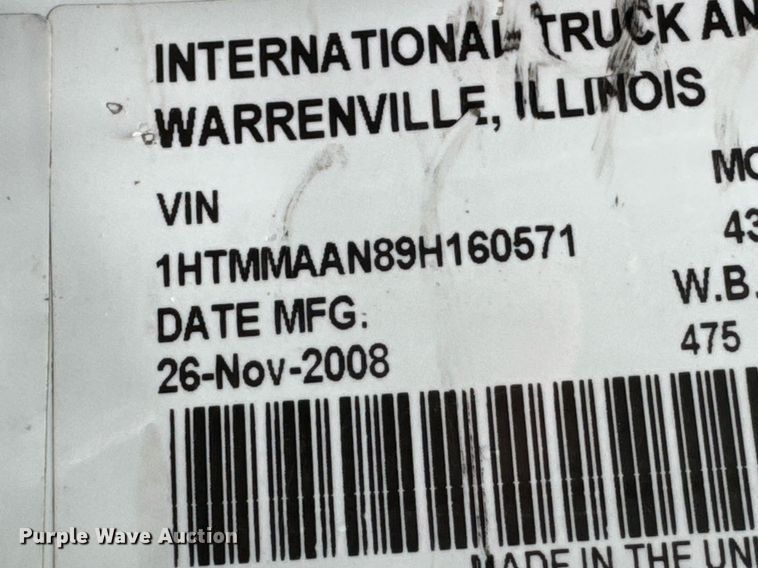 INTERNATIONAL TRUCK AN
WARRENVILLE, ILLINOIS
VIN
MO
1HTMMAAN89H160571
43
DATE MFG:
W.B.
26-Nov-2008
475
MADE IN THE UNI
Purple Wave Auction